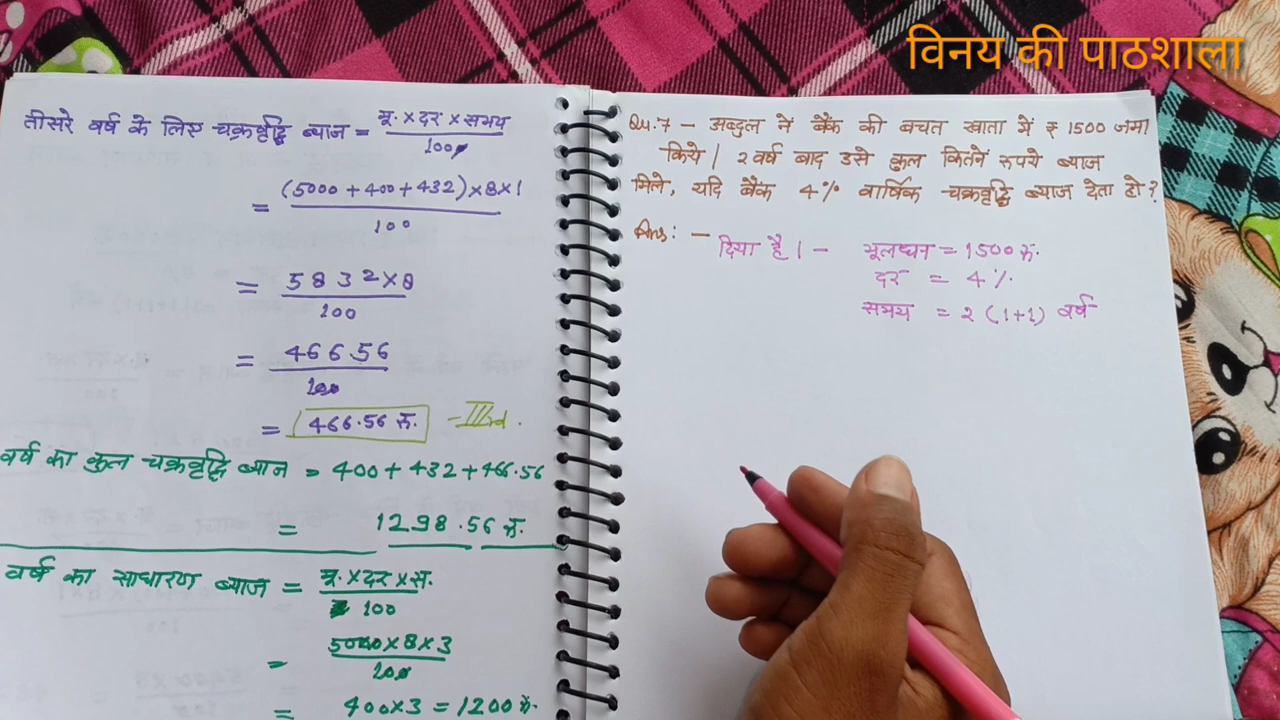 विनय की पाठशाला
तीसरे वर्ष के लिए चक्रवृद्धि ब्याज = मू. × दर × समय
100
= (5000 + 400 + 432) × 8 × 1
100
= 5832 × 8
100
= 466.56
100
= 466.56 रु. - IIIrd.
वर्ष का कुल चक्रवृद्धि ब्याज = 400 + 432 + 466.56
= 1298.56 रु.
वर्ष का साधारण ब्याज = मू. × दर × स.
100
= 5000 × 8 × 3
100
= 400 × 3 = 1200 रु.
Qu.7 - अब्दुल ने बैंक की बचत खाता में ₹ 1500 जमा
किये। 2 वर्ष बाद उसे कुल कितने रुपये ब्याज
मिले, यदि बैंक 4% वार्षिक चक्रवृद्धि ब्याज देता हो?
Ans: -
दिया है। - मूलधन = 1500 रु.
दर = 4%
समय = 2 (1+1) वर्ष